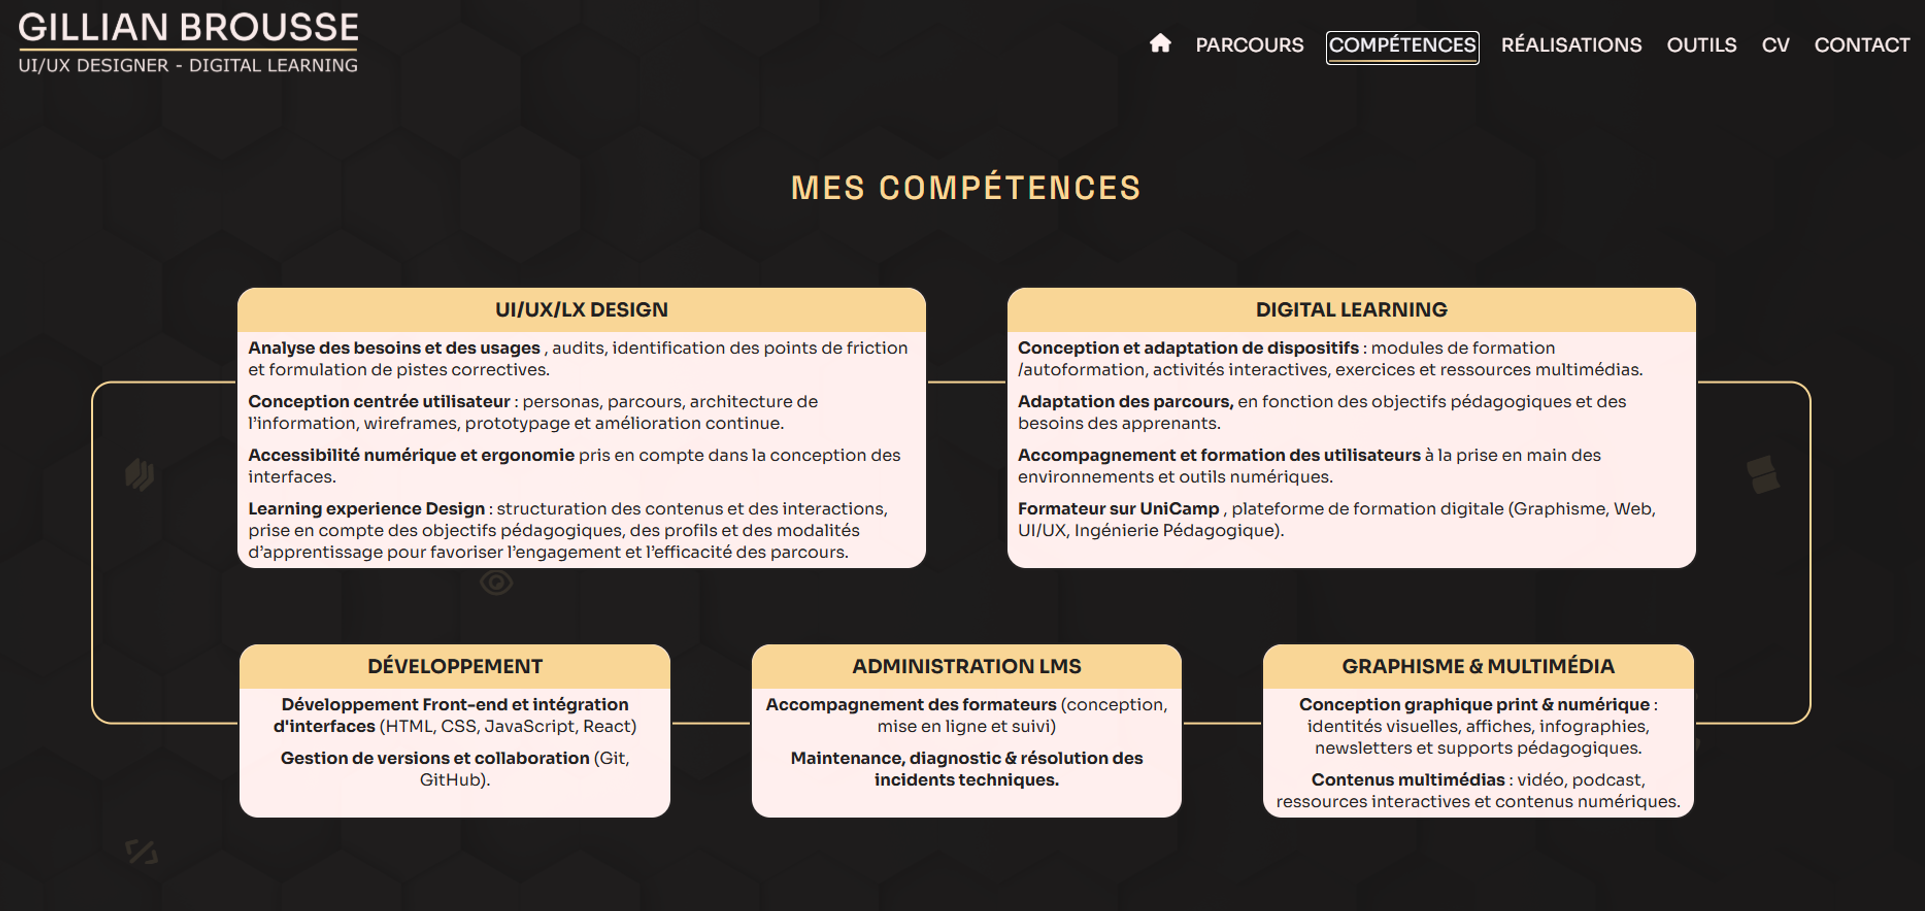 GILLIAN BROUSSE
UI/UX DESIGNER - DIGITAL LEARNING
PARCOURS
COMPÉTENCES
RÉALISATIONS
OUTILS
CV
CONTACT
MES COMPÉTENCES
UI/UX/LX DESIGN
Analyse des besoins et des usages , audits, identification des points de friction
et formulation de pistes correctives.
Conception centrée utilisateur : personas, parcours, architecture de
l’information, wireframes, prototypage et amélioration continue.
Accessibilité numérique et ergonomie pris en compte dans la conception des
interfaces.
Learning experience Design : structuration des contenus et des interactions,
prise en compte des objectifs pédagogiques, des profils et des modalités
d’apprentissage pour favoriser l’engagement et l’efficacité des parcours.
DIGITAL LEARNING
Conception et adaptation de dispositifs : modules de formation
/autoformation, activités interactives, exercices et ressources multimédias.
Adaptation des parcours, en fonction des objectifs pédagogiques et des
besoins des apprenants.
Accompagnement et formation des utilisateurs à la prise en main des
environnements et outils numériques.
Formateur sur UniCamp , plateforme de formation digitale (Graphisme, Web,
UI/UX, Ingénierie Pédagogique).
DÉVELOPPEMENT
Développement Front-end et intégration
d'interfaces (HTML, CSS, JavaScript, React)
Gestion de versions et collaboration (Git,
GitHub).
ADMINISTRATION LMS
Accompagnement des formateurs (conception,
mise en ligne et suivi)
Maintenance, diagnostic & résolution des
incidents techniques.
GRAPHISME & MULTIMÉDIA
Conception graphique print & numérique :
identités visuelles, affiches, infographies,
newsletters et supports pédagogiques.
Contenus multimédias : vidéo, podcast,
ressources interactives et contenus numériques.